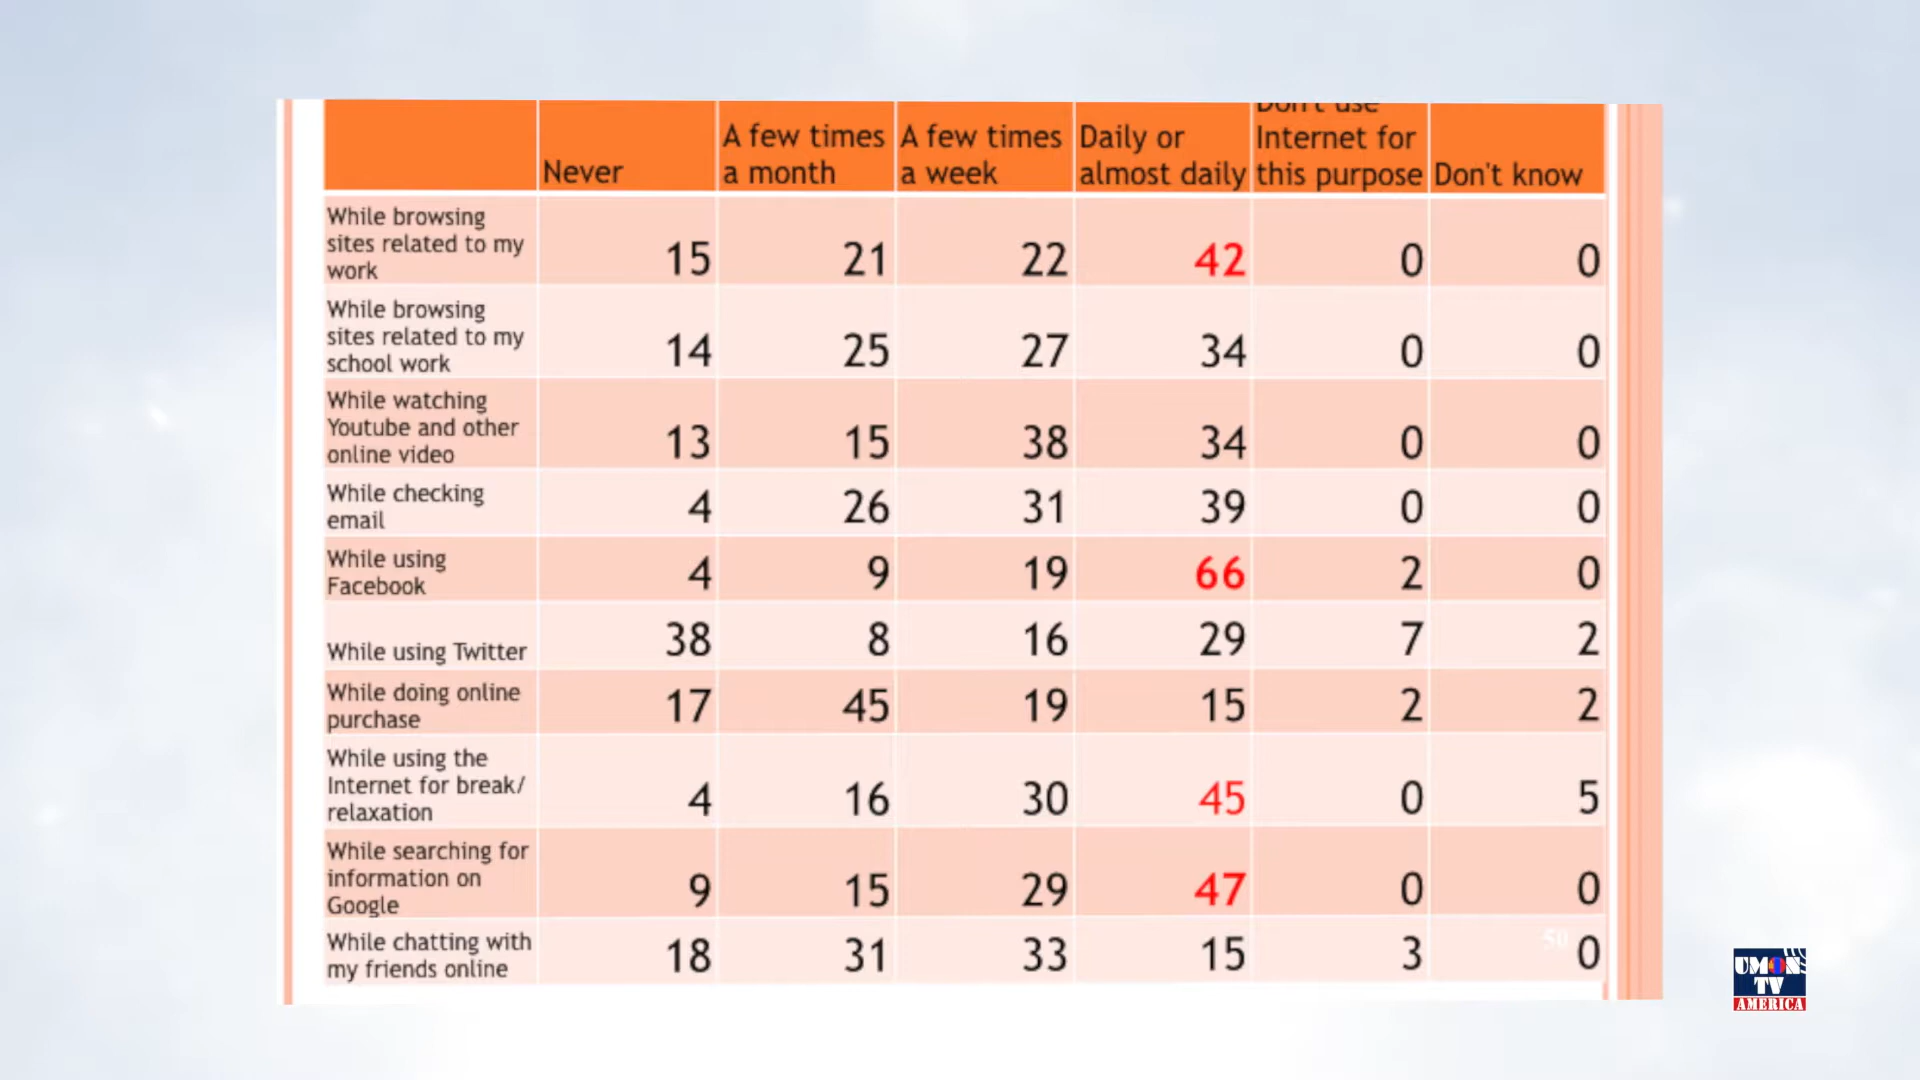 Never
A few times
a month
A few times
a week
Daily or
almost daily
Don't use
Internet for
this purpose
Don't know
While browsing
sites related to my
work
15 21 22 42 0 0
While browsing
sites related to my
school work
14 25 27 34 0 0
While watching
Youtube and other
online video
13 15 38 34 0 0
While checking
email
4 26 31 39 0 0
While using
Facebook
4 9 19 66 2 0
While using Twitter
38 8 16 29 7 2
While doing online
purchase
17 45 19 15 2 2
While using the
Internet for break/
relaxation
4 16 30 45 0 5
While searching for
information on
Google
9 15 29 47 0 0
While chatting with
my friends online
18 31 33 15 3 0
50
UMON
TV
AMERICA